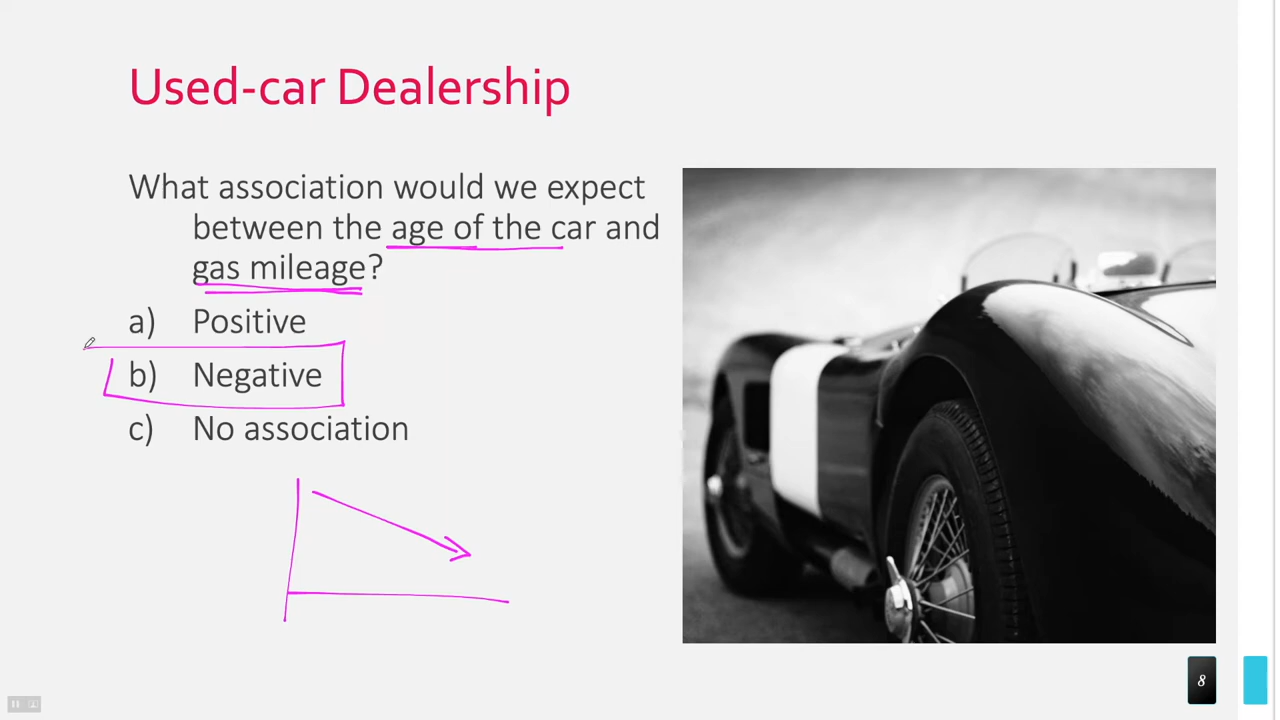 Used-car Dealership
What association would we expect
between the age of the car and
gas mileage?
a) Positive
b) Negative
c) No association
8